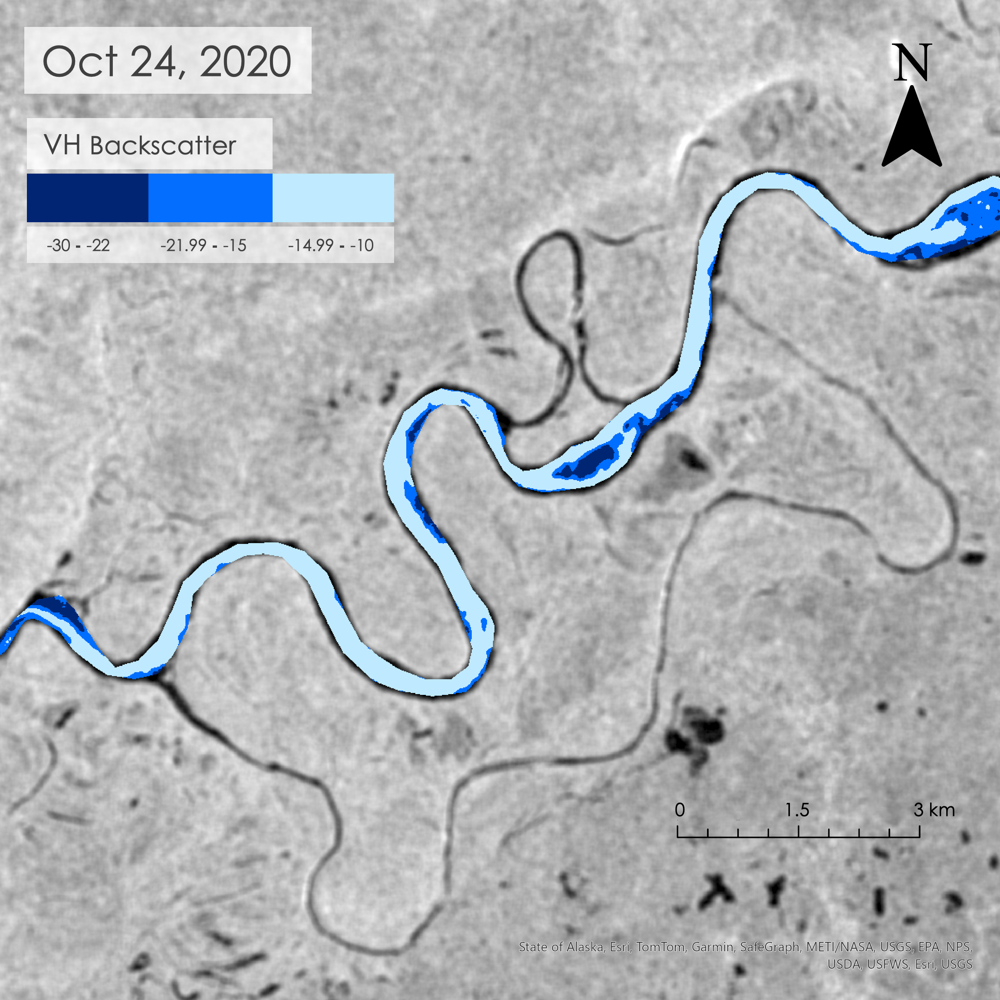 Oct 24, 2020
N
VH Backscatter
-30 - -22 -21.99 - -15 -14.99 - -10
0 1.5 3 km
State of Alaska, Esri, TomTom, Garmin, SafeGraph, METI/NASA, USGS, EPA, NPS,
USDA, USFWS, Esri, USGS